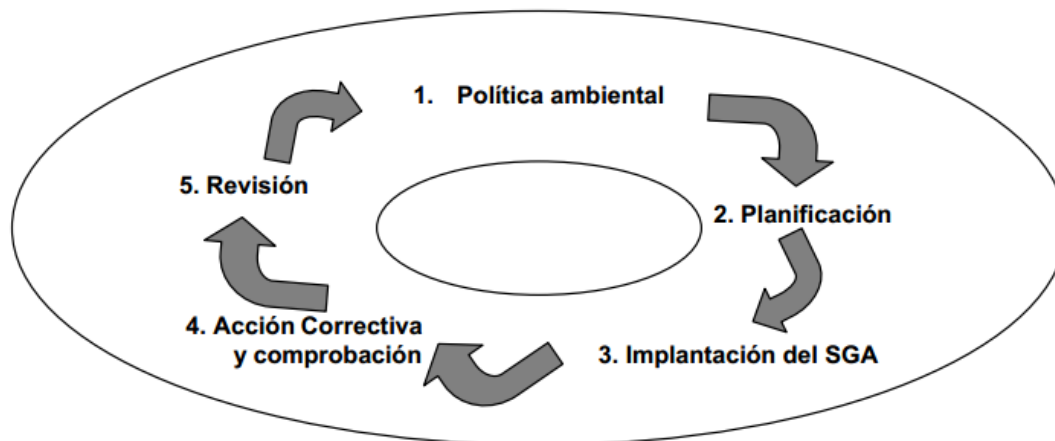 1. Política ambiental
2. Planificación
3. Implantación del SGA
4. Acción Correctiva
y comprobación
5. Revisión